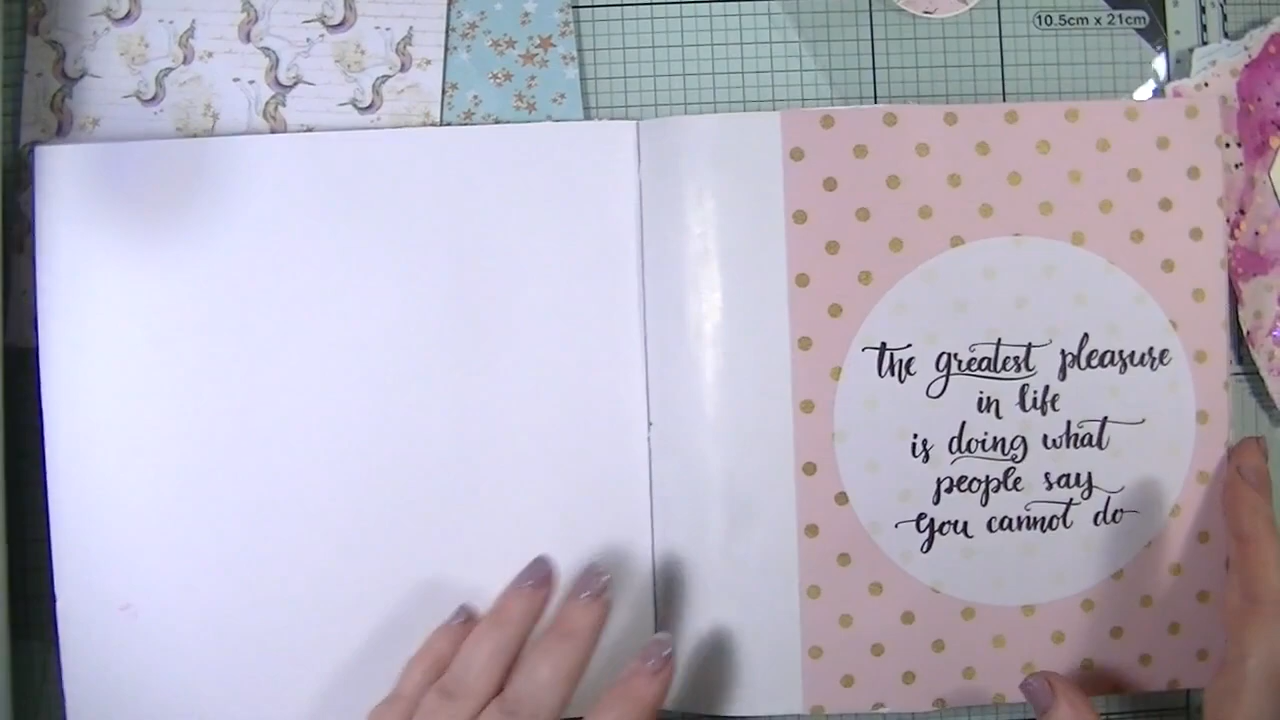 10.5cm x 21cm
the greatest pleasure
in life
is doing what
people say
you cannot do